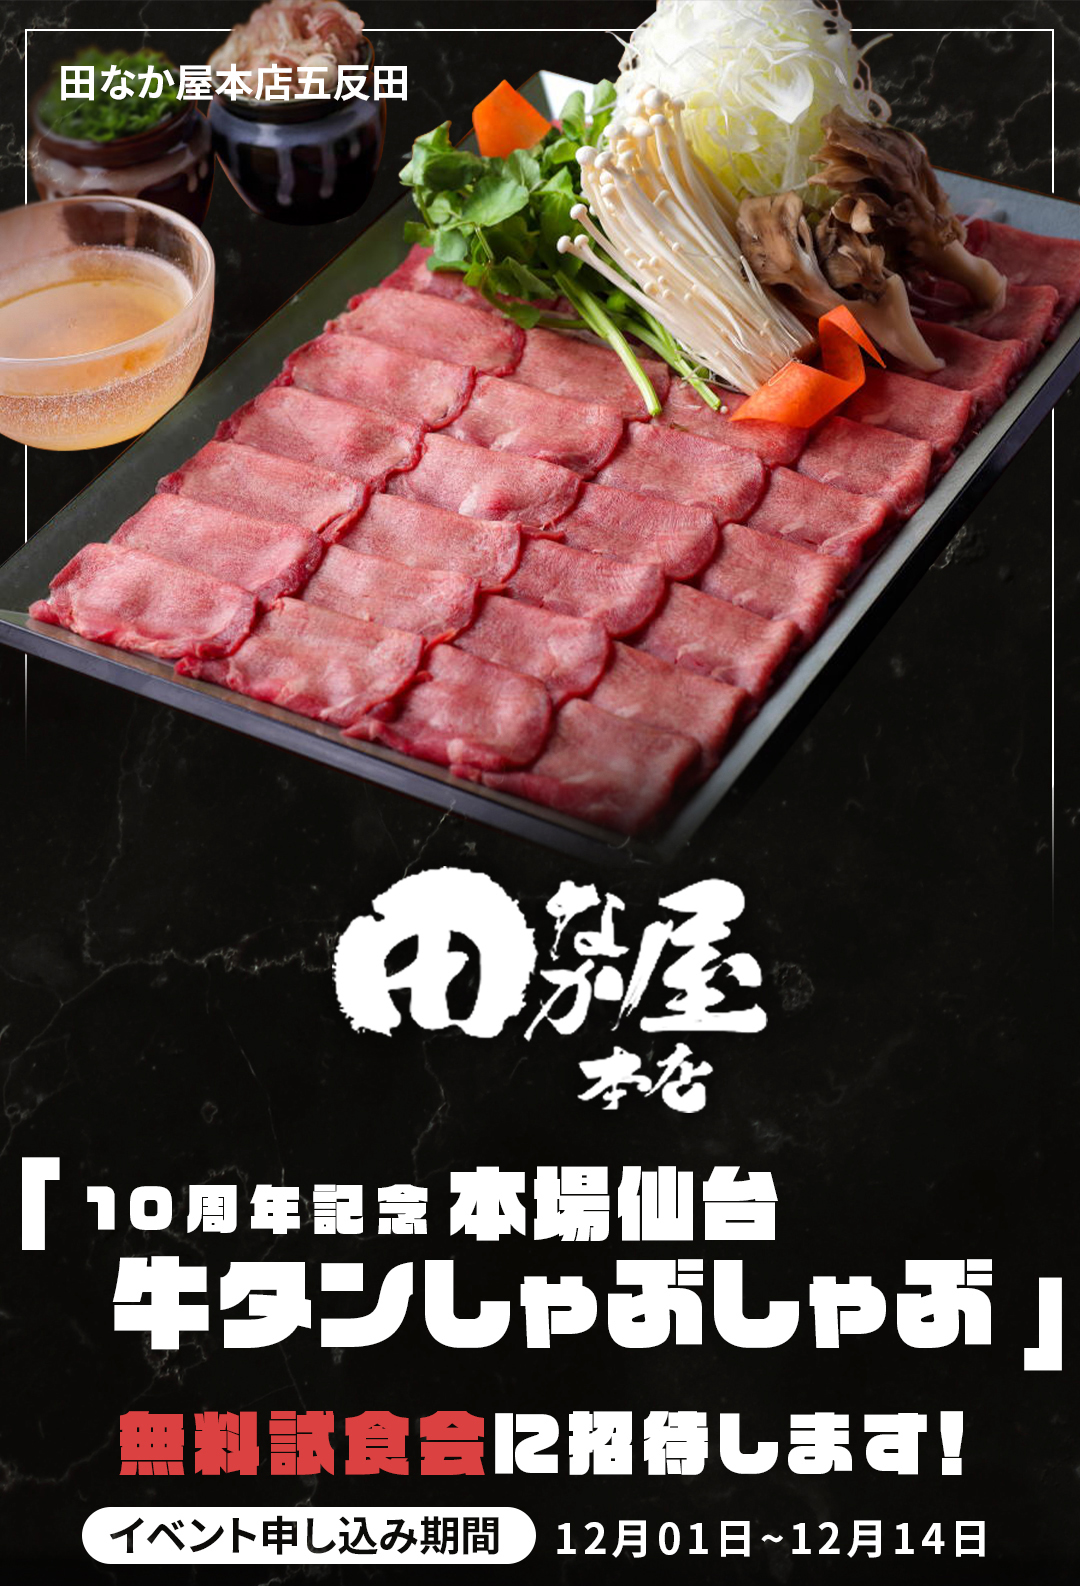 田なか屋本店五反田
田なか屋
本店
「10周年記念 本場仙台
牛タンしゃぶしゃぶ」
無料試食会に招待します!
イベント申し込み期間 12月01日~12月14日